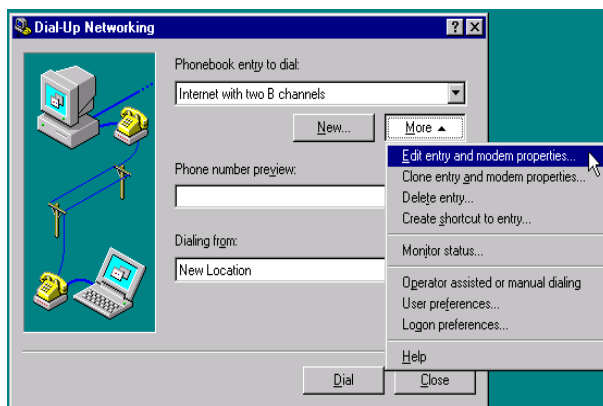 Dial-Up Networking
Phonebook entry to dial:
Internet with two B channels
New...
More
Edit entry and modem properties...
Clone entry and modem properties...
Delete entry...
Create shortcut to entry...
Monitor status...
Operator assisted or manual dialing
User preferences...
Logon preferences...
Help
Phone number preview:
Dialing from:
New Location
Dial
Close